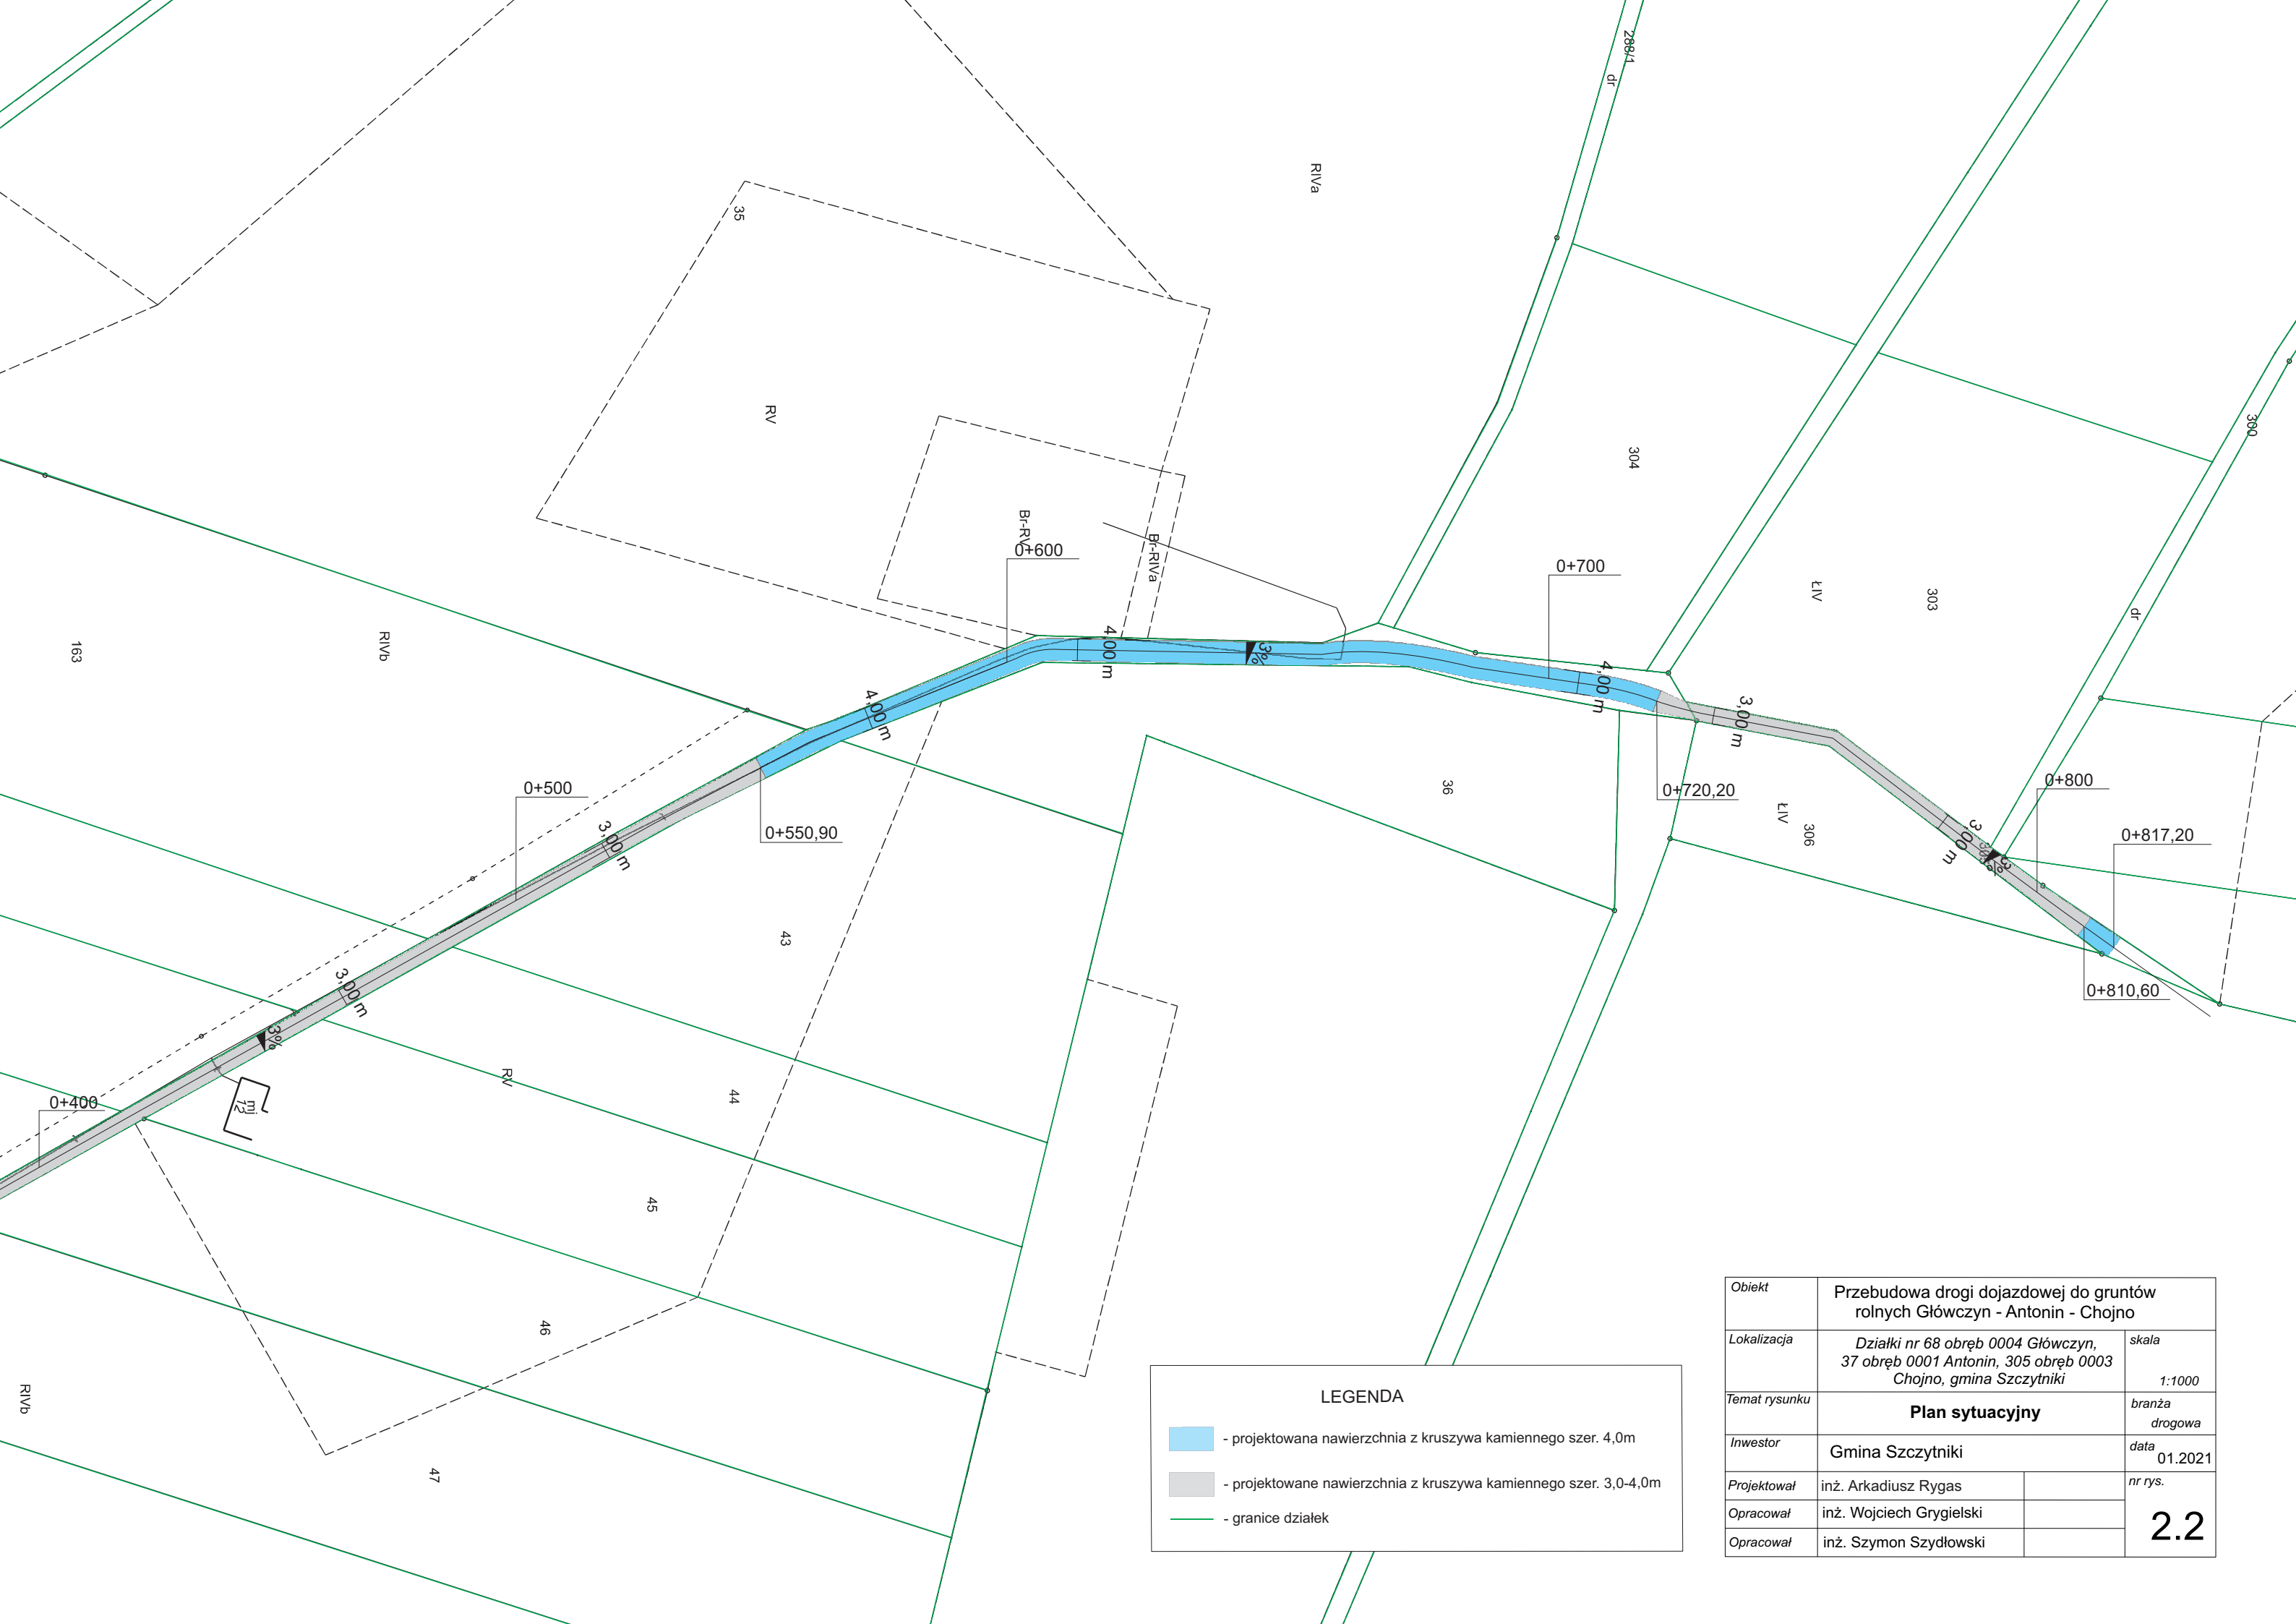 288/1
dr
RIVa
35
RV
300
304
Br-RV
Br-RIVa
0+600
0+700
ŁIV
303
dr
163
RIVb
4,00 m
3%
4,00 m
4,00 m
3,00 m
0+500
0+550,90
36
0+720,20
ŁIV
306
0+800
0+817,20
3,00 m
305
3%
0+810,60
3,00 m
43
3,00 m
3%
RV
44
0+400
mj
72
45
46
RIVb
47
LEGENDA
- projektowana nawierzchnia z kruszywa kamiennego szer. 4,0m
- projektowane nawierzchnia z kruszywa kamiennego szer. 3,0-4,0m
- granice działek
Obiekt
Przebudowa drogi dojazdowej do gruntów
rolnych Główczyn - Antonin - Chojno
Lokalizacja
Działki nr 68 obręb 0004 Główczyn,
37 obręb 0001 Antonin, 305 obręb 0003
Chojno, gmina Szczytniki
skala
1:1000
Temat rysunku
Plan sytuacyjny
branża
drogowa
Inwestor
Gmina Szczytniki
data
01.2021
Projektował
inż. Arkadiusz Rygas
nr rys.
2.2
Opracował
inż. Wojciech Grygielski
Opracował
inż. Szymon Szydłowski